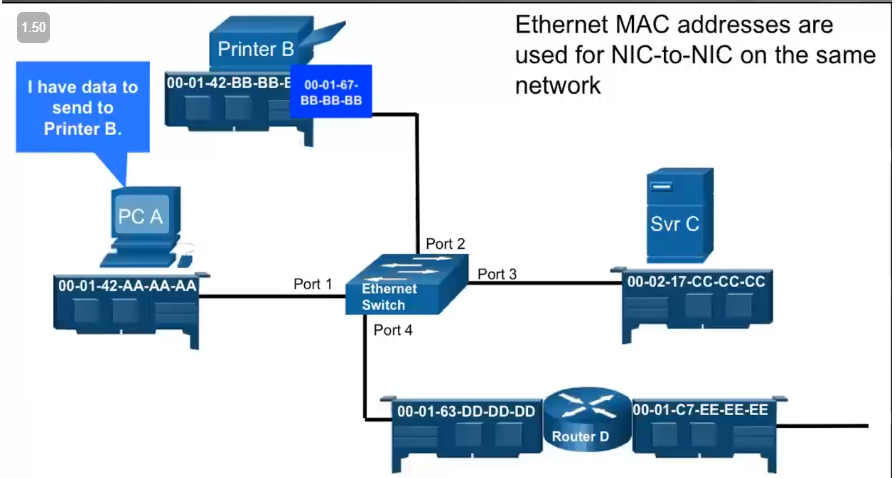 1.50
Ethernet MAC addresses are
used for NIC-to-NIC on the same
network
Printer B
00-01-42-BB-BB-B
00-01-67-
BB-BB-BB
I have data to
send to
Printer B.
PC A
00-01-42-AA-AA-AA
Port 1
Port 2
Port 3
Port 4
Ethernet
Switch
Svr C
00-02-17-CC-CC-CC
00-01-63-DD-DD-DD
Router D
00-01-C7-EE-EE-EE